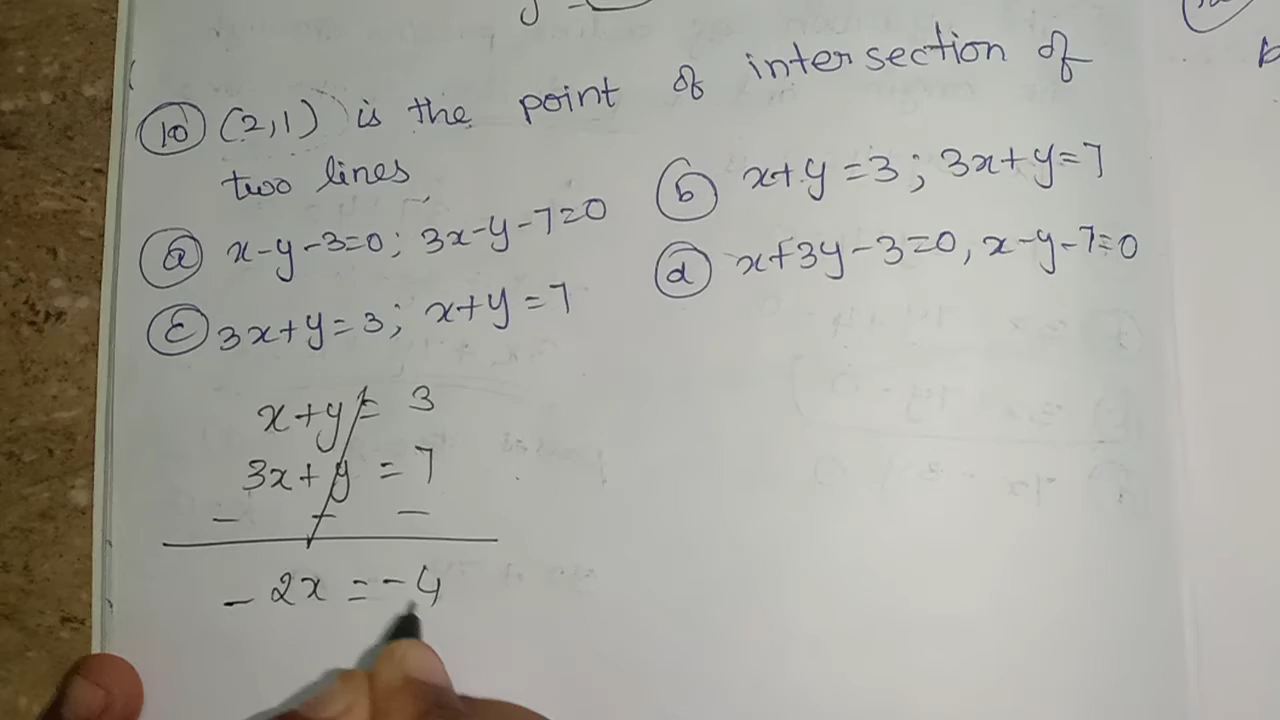 (10) (2,1) is the point of intersection of
two lines
(a) x-y-3=0; 3x-y-7=0
(b) x+y=3; 3x+y=7
(c) 3x+y=3; x+y=7
(d) x+3y-3=0, x-y-7=0
x+y= 3
3x+y = 7
- - -
-2x = -4